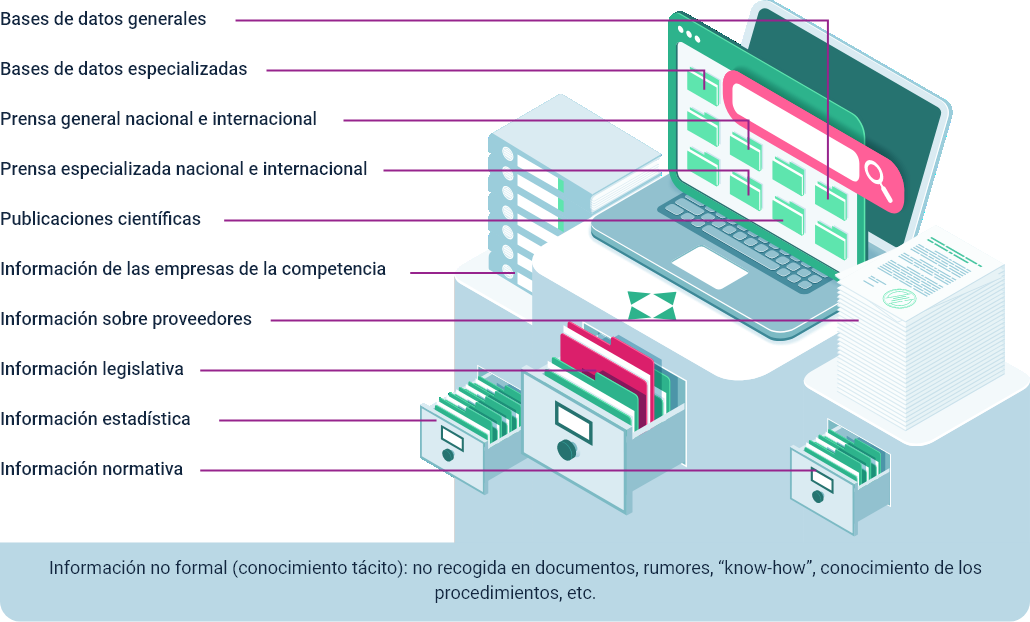 Bases de datos generales
Bases de datos especializadas
Prensa general nacional e internacional
Prensa especializada nacional e internacional
Publicaciones científicas
Información de las empresas de la competencia
Información sobre proveedores
Información legislativa
Información estadística
Información normativa
Información no formal (conocimiento tácito): no recogida en documentos, rumores, “know-how”, conocimiento de los
procedimientos, etc.